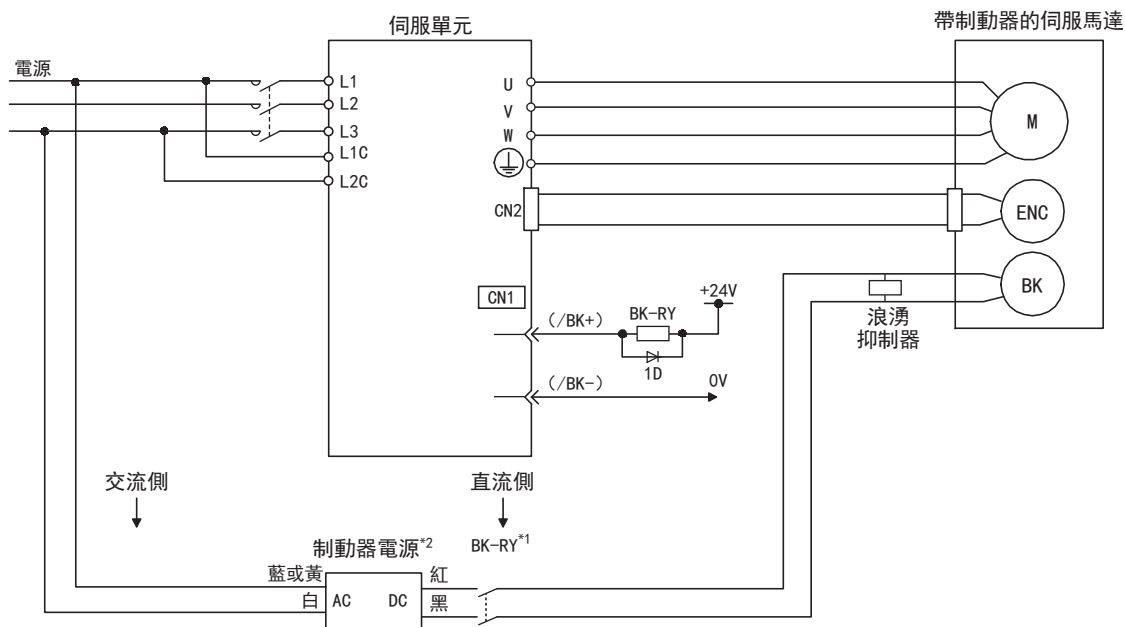 伺服單元
帶制動器的伺服馬達
電源
L1
L2
L3
L1C
L2C
U
V
W
CN2
CN1
M
ENC
BK
(/BK+)
BK-RY
+24V
1D
(/BK-)
0V
浪湧
抑制器
交流側
直流側
制動器電源*2
BK-RY*1
藍或黃
白
AC
DC
紅
黑